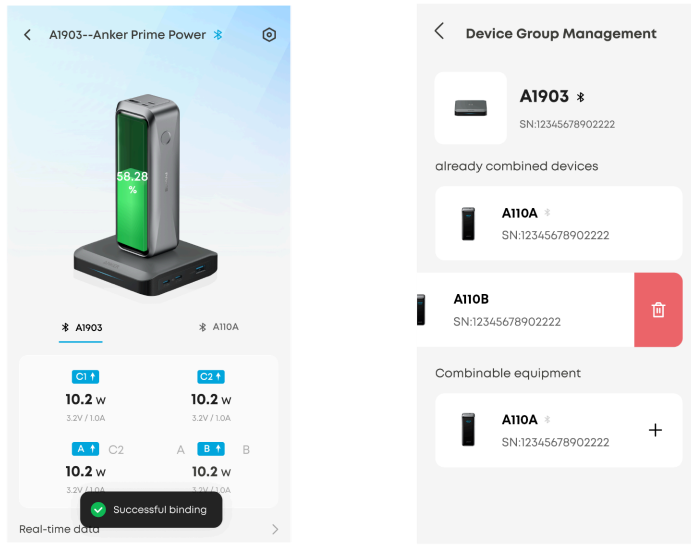 A1903--Anker Prime Power
58.28
%
A1903
A110A
C1
C2
10.2 w
10.2 w
3.2V / 1.0A
3.2V / 1.0A
A
C2
A
B
B
10.2 w
10.2 w
3.2V / 1.0A
3.2V / 1.0A
Successful binding
Real-time data
Device Group Management
A1903
SN:12345678902222
already combined devices
A110A
SN:12345678902222
A110B
SN:12345678902222
Combinable equipment
A110A
SN:12345678902222